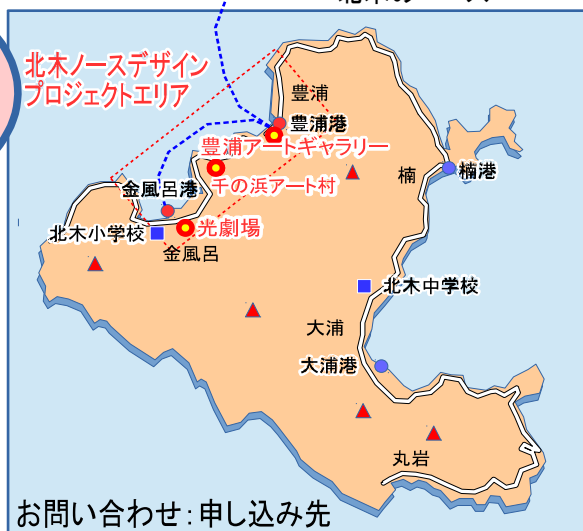 北木ノースデザイン
プロジェクトエリア
豊浦
豊浦港
豊浦アートギャラリー
楠
楠港
千の浜アート村
金風呂港
光劇場
北木小学校
金風呂
北木中学校
大浦
大浦港
丸岩
お問い合わせ:申し込み先